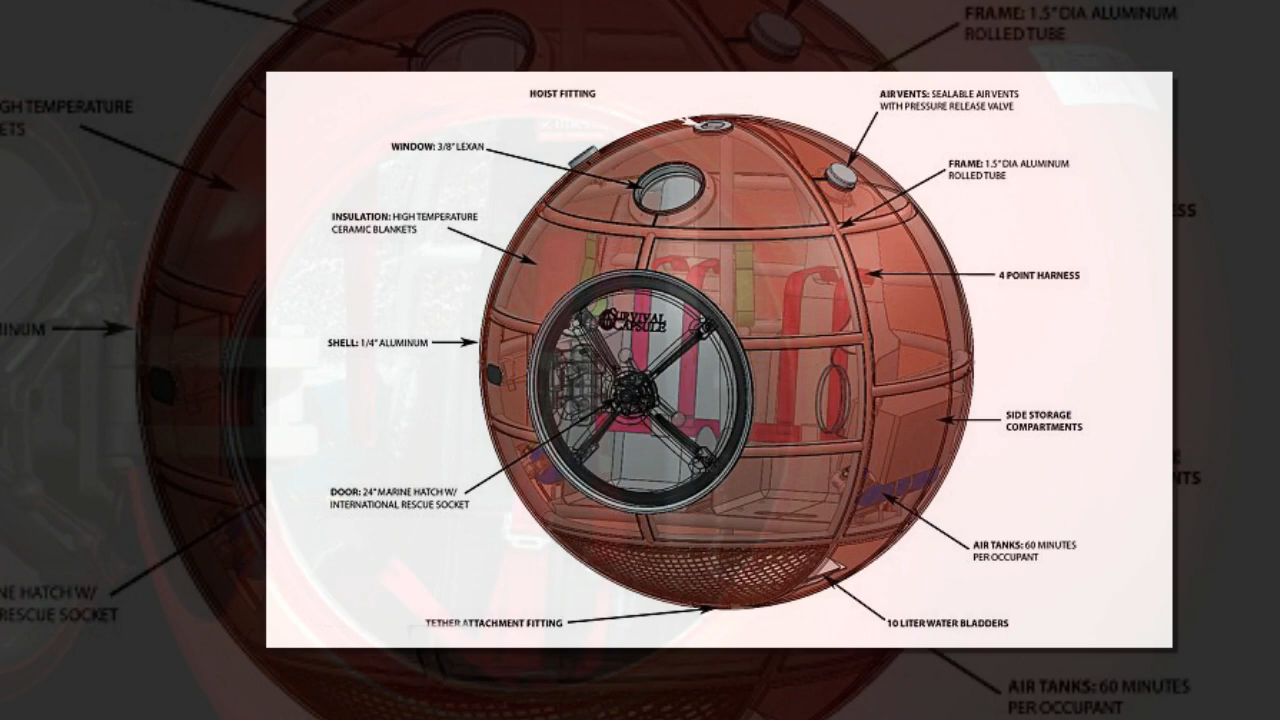 FRAME: 1.5" DIA ALUMINUM
ROLLED TUBE
GH TEMPERATURE
ETS
INUM
NE HATCH W/
RESCUE SOCKET
HOIST FITTING
AIR VENTS: SEALABLE AIR VENTS
WITH PRESSURE RELEASE VALVE
WINDOW: 3/8" LEXAN
FRAME: 1.5" DIA ALUMINUM
ROLLED TUBE
INSULATION: HIGH TEMPERATURE
CERAMIC BLANKETS
4 POINT HARNESS
SURVIVAL
CAPSULE
SHELL: 1/4" ALUMINUM
SIDE STORAGE
COMPARTMENTS
DOOR: 24" MARINE HATCH W/
INTERNATIONAL RESCUE SOCKET
AIR TANKS: 60 MINUTES
PER OCCUPANT
TETHER ATTACHMENT FITTING
10 LITER WATER BLADDERS
ESS
NTS
AIR TANKS: 60 MINUTES
PER OCCUPANT